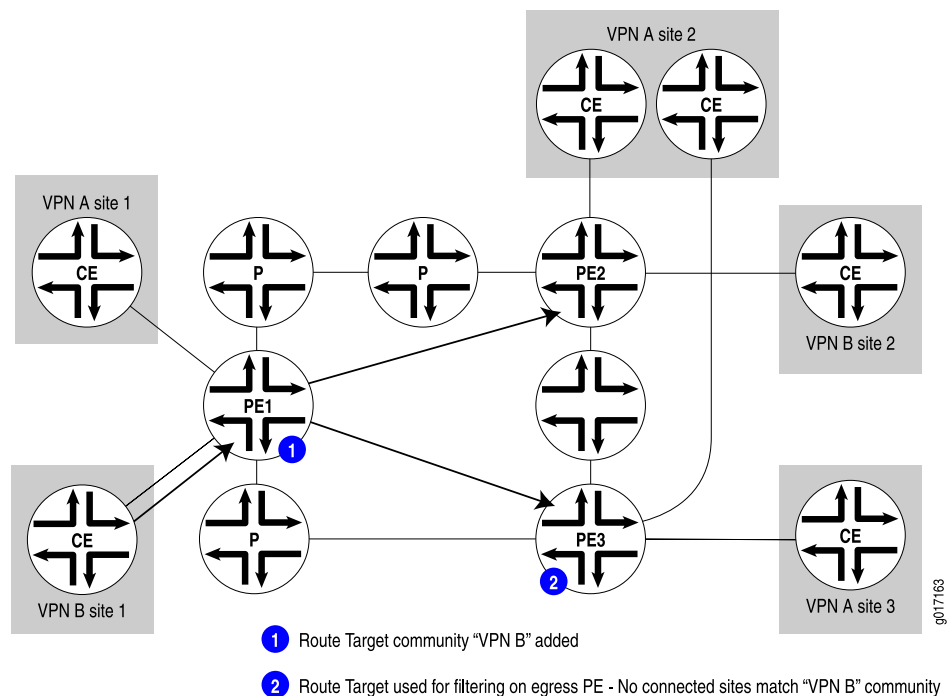 VPN A site 2
CE
CE
VPN A site 1
CE
P
P
PE2
CE
VPN B site 2
PE1
1
CE
VPN B site 1
P
PE3
2
CE
VPN A site 3
g017163
1 Route Target community “VPN B” added
2 Route Target used for filtering on egress PE - No connected sites match “VPN B” community